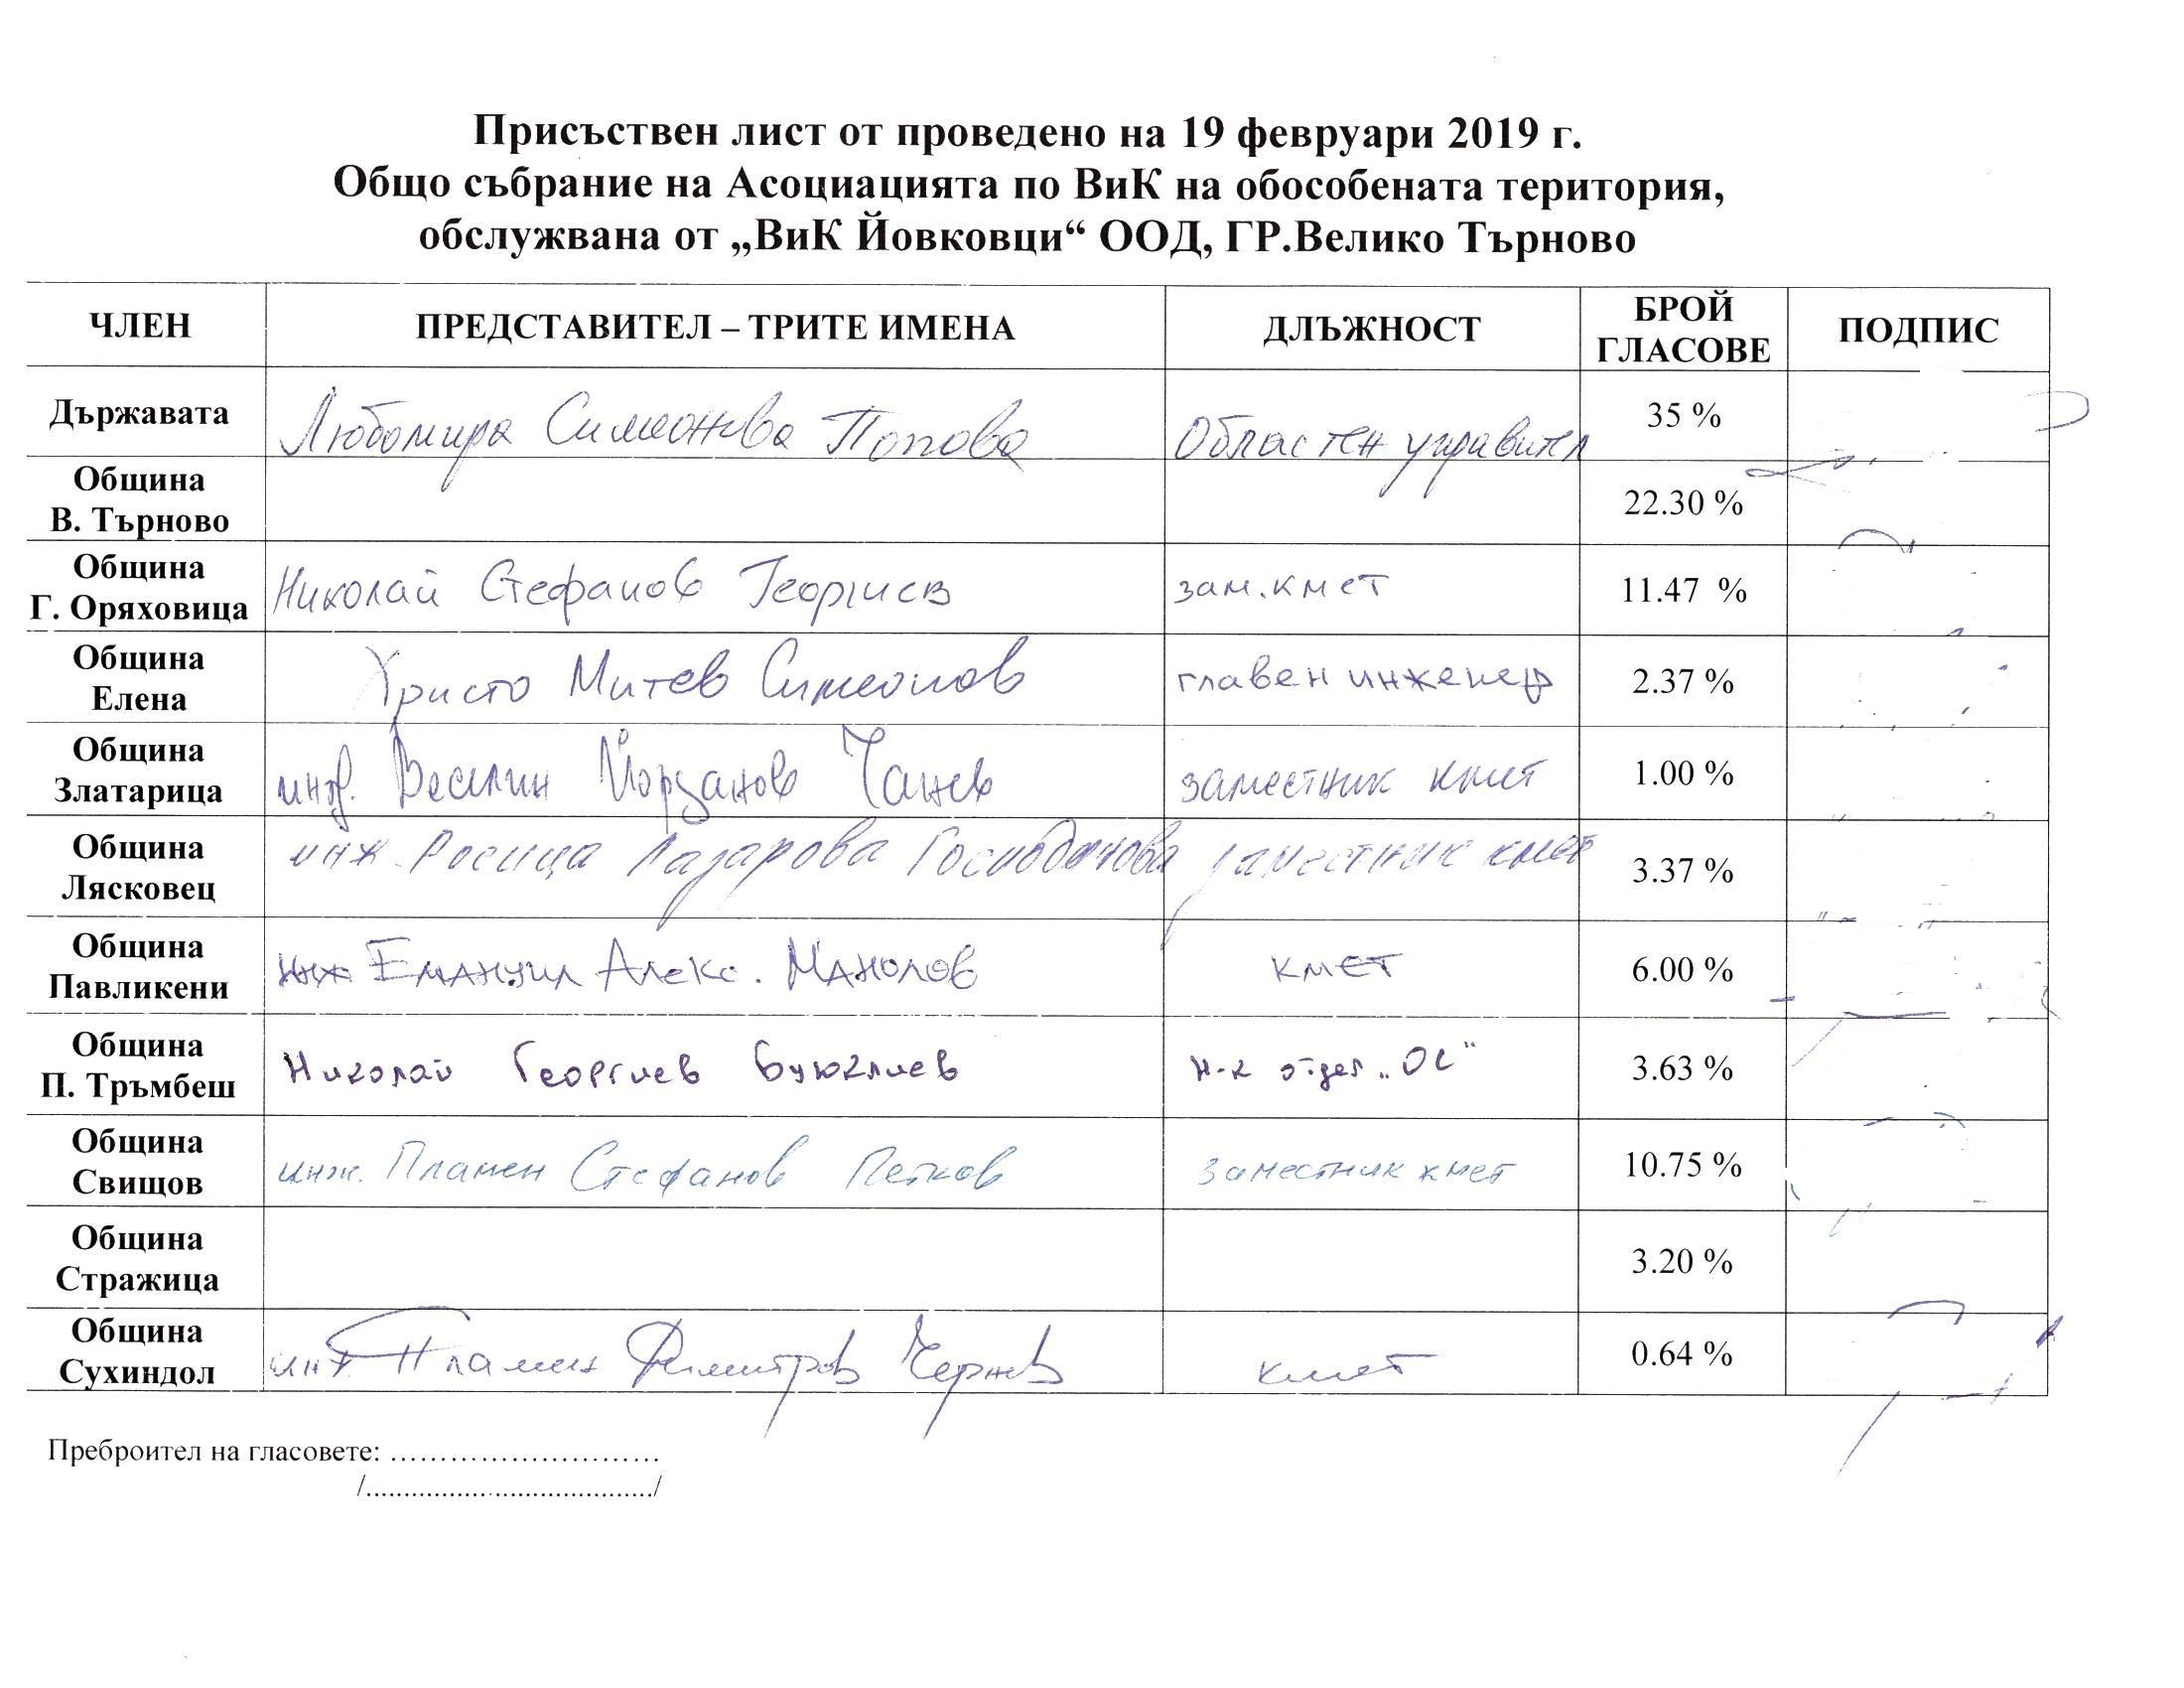 Присъствен лист от проведено на 19 февруари 2019 г.
Общо събрание на Асоциацията по ВиК на обособената територия,
обслужвана от „ВиК Йовковци“ ООД, ГР.Велико Търново
ЧЛЕН ПРЕДСТАВИТЕЛ – ТРИТЕ ИМЕНА ДЛЪЖНОСТ БРОЙ ГЛАСОВЕ ПОДПИС
Държавата Любомира Симеонова Попова Областен управител 35 %
Община В. Търново 22.30 %
Община Г. Оряховица Николай Стефанов Георгиев зам. кмет 11.47 %
Община Елена Христо Митев Симеонов главен инженер 2.37 %
Община Златарица инж. Веселин Йорданов Чанев заместник кмет 1.00 %
Община Лясковец инж. Росица Лазарова Господинова заместник кмет 3.37 %
Община Павликени инж Емануил Алекс. Манолов кмет 6.00 %
Община П. Тръмбеш Николай Георгиев Буюклиев н-к отдел „ОС“ 3.63 %
Община Свищов инж. Пламен Стефанов Петков Заместник кмет 10.75 %
Община Стражица 3.20 %
Община Сухиндол инж Пламен Димитров Чернев кмет 0.64 %
Преброител на гласовете: ...........................
/....................................../